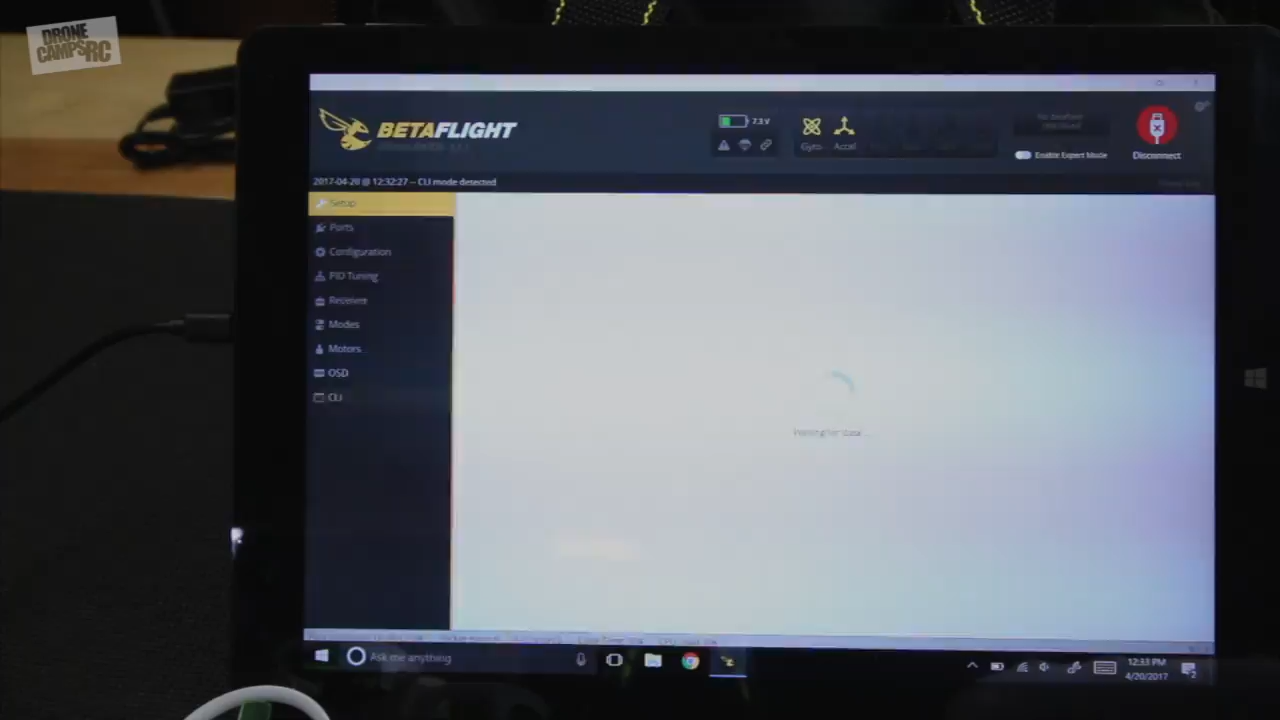 DRONE
CAMPSRC
BETAFLIGHT
7.3 V
Gyro
Accel
Enable Expert Mode
Disconnect
2017-04-20 @ 12:32:27 -- CLI mode detected
Setup
Ports
Configuration
PID Tuning
Receiver
Modes
Motors
OSD
CLI
Waiting for data ...
Ask me anything
12:33 PM
4/20/2017
2